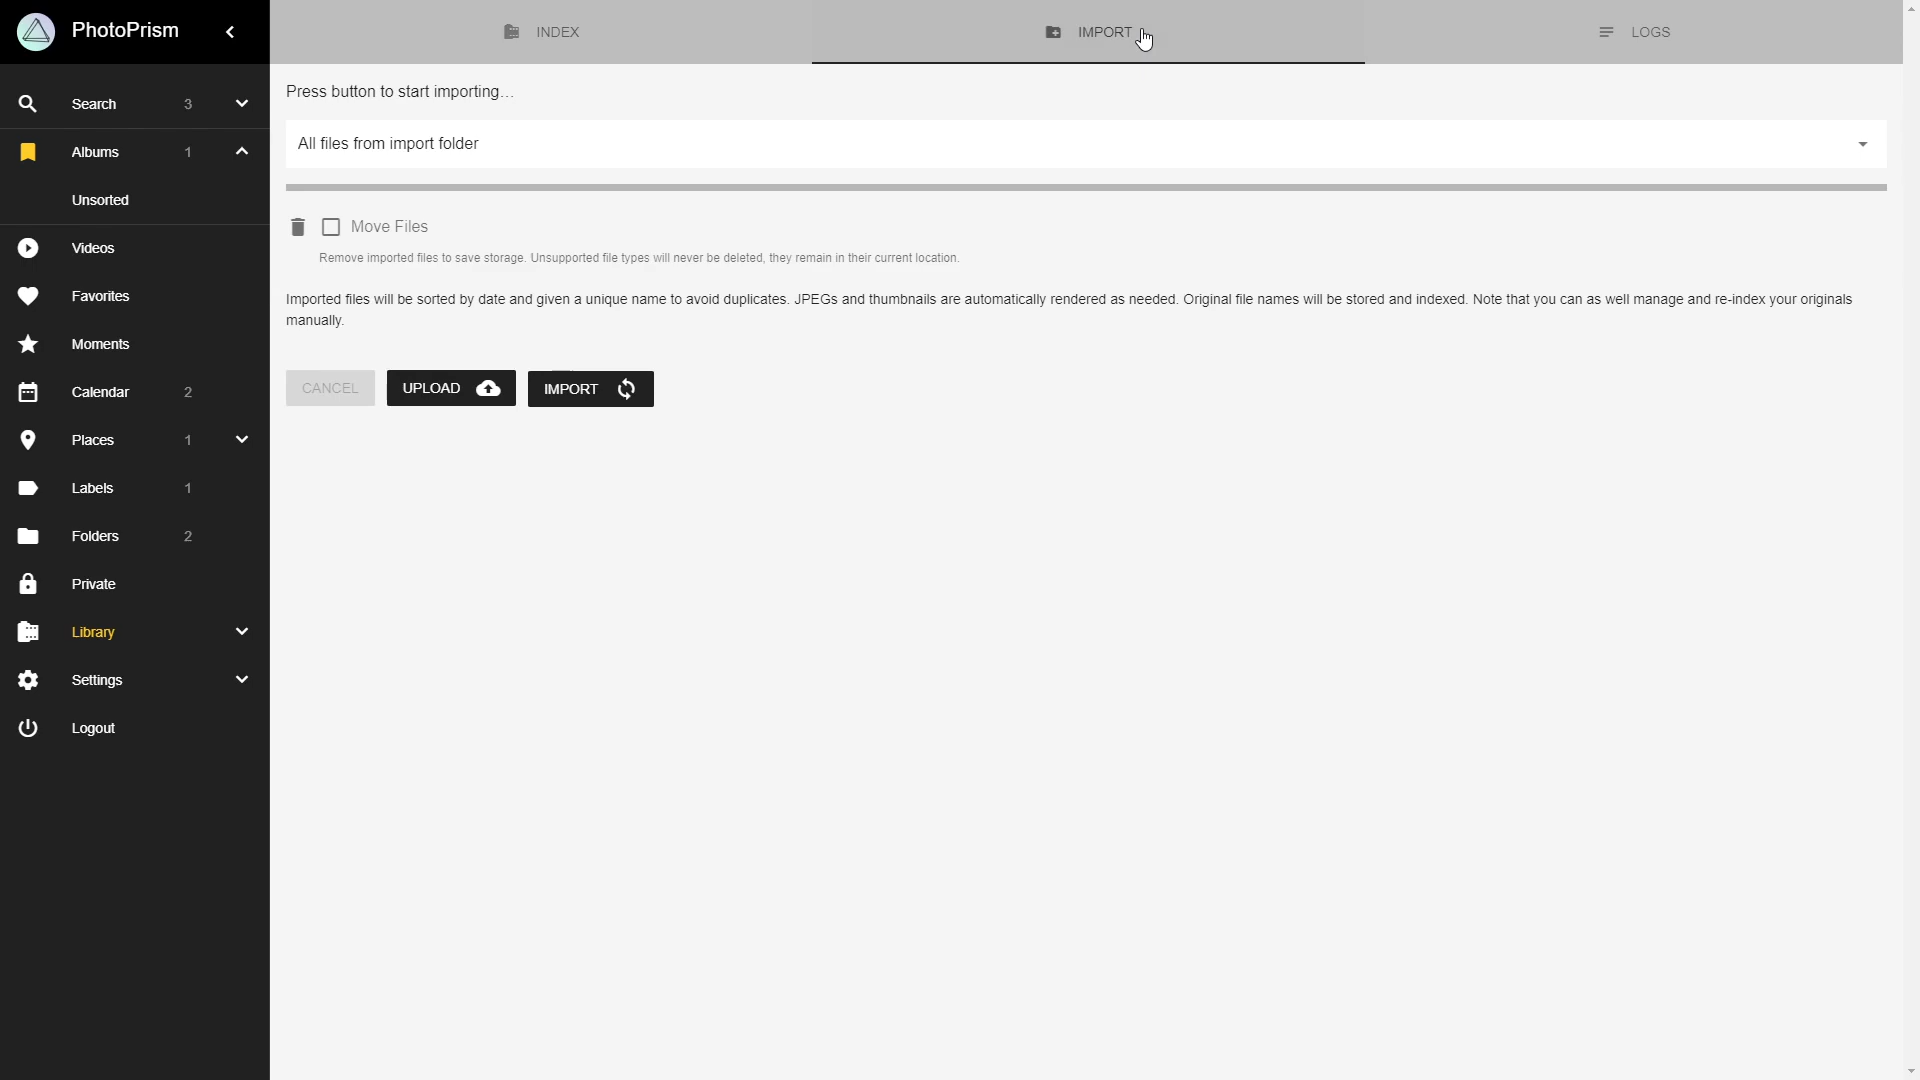 PhotoPrism
INDEX
IMPORT
LOGS
Search 3
Albums 1
Unsorted
Videos
Favorites
Moments
Calendar 2
Places 1
Labels 1
Folders 2
Private
Library
Settings
Logout
Press button to start importing…
All files from import folder
Move Files
Remove imported files to save storage. Unsupported file types will never be deleted, they remain in their current location.
Imported files will be sorted by date and given a unique name to avoid duplicates. JPEGs and thumbnails are automatically rendered as needed. Original file names will be stored and indexed. Note that you can as well manage and re-index your originals
manually.
CANCEL
UPLOAD
IMPORT